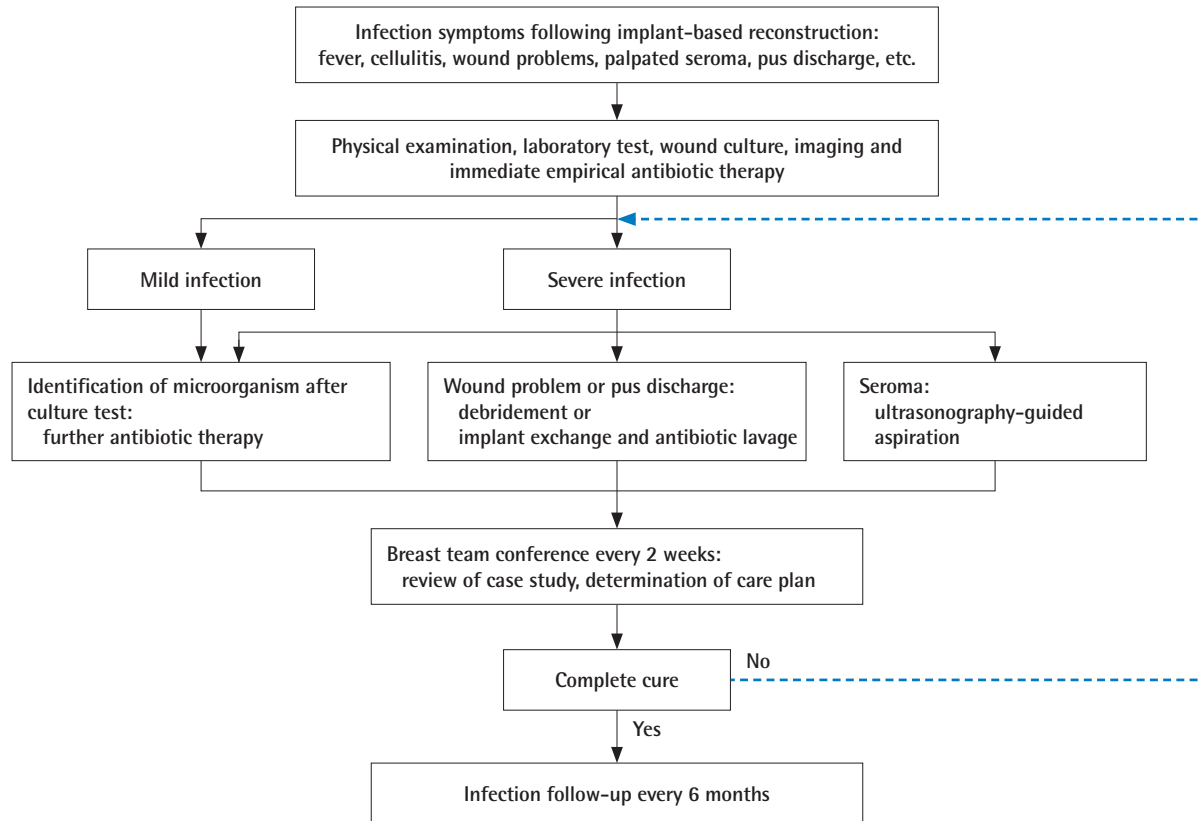 Infection symptoms following implant-based reconstruction:
fever, cellulitis, wound problems, palpated seroma, pus discharge, etc.
Physical examination, laboratory test, wound culture, imaging and
immediate empirical antibiotic therapy
Mild infection
Severe infection
Identification of microorganism after
culture test:
further antibiotic therapy
Wound problem or pus discharge:
debridement or
implant exchange and antibiotic lavage
Seroma:
ultrasonography-guided
aspiration
Breast team conference every 2 weeks:
review of case study, determination of care plan
Complete cure
No
Yes
Infection follow-up every 6 months